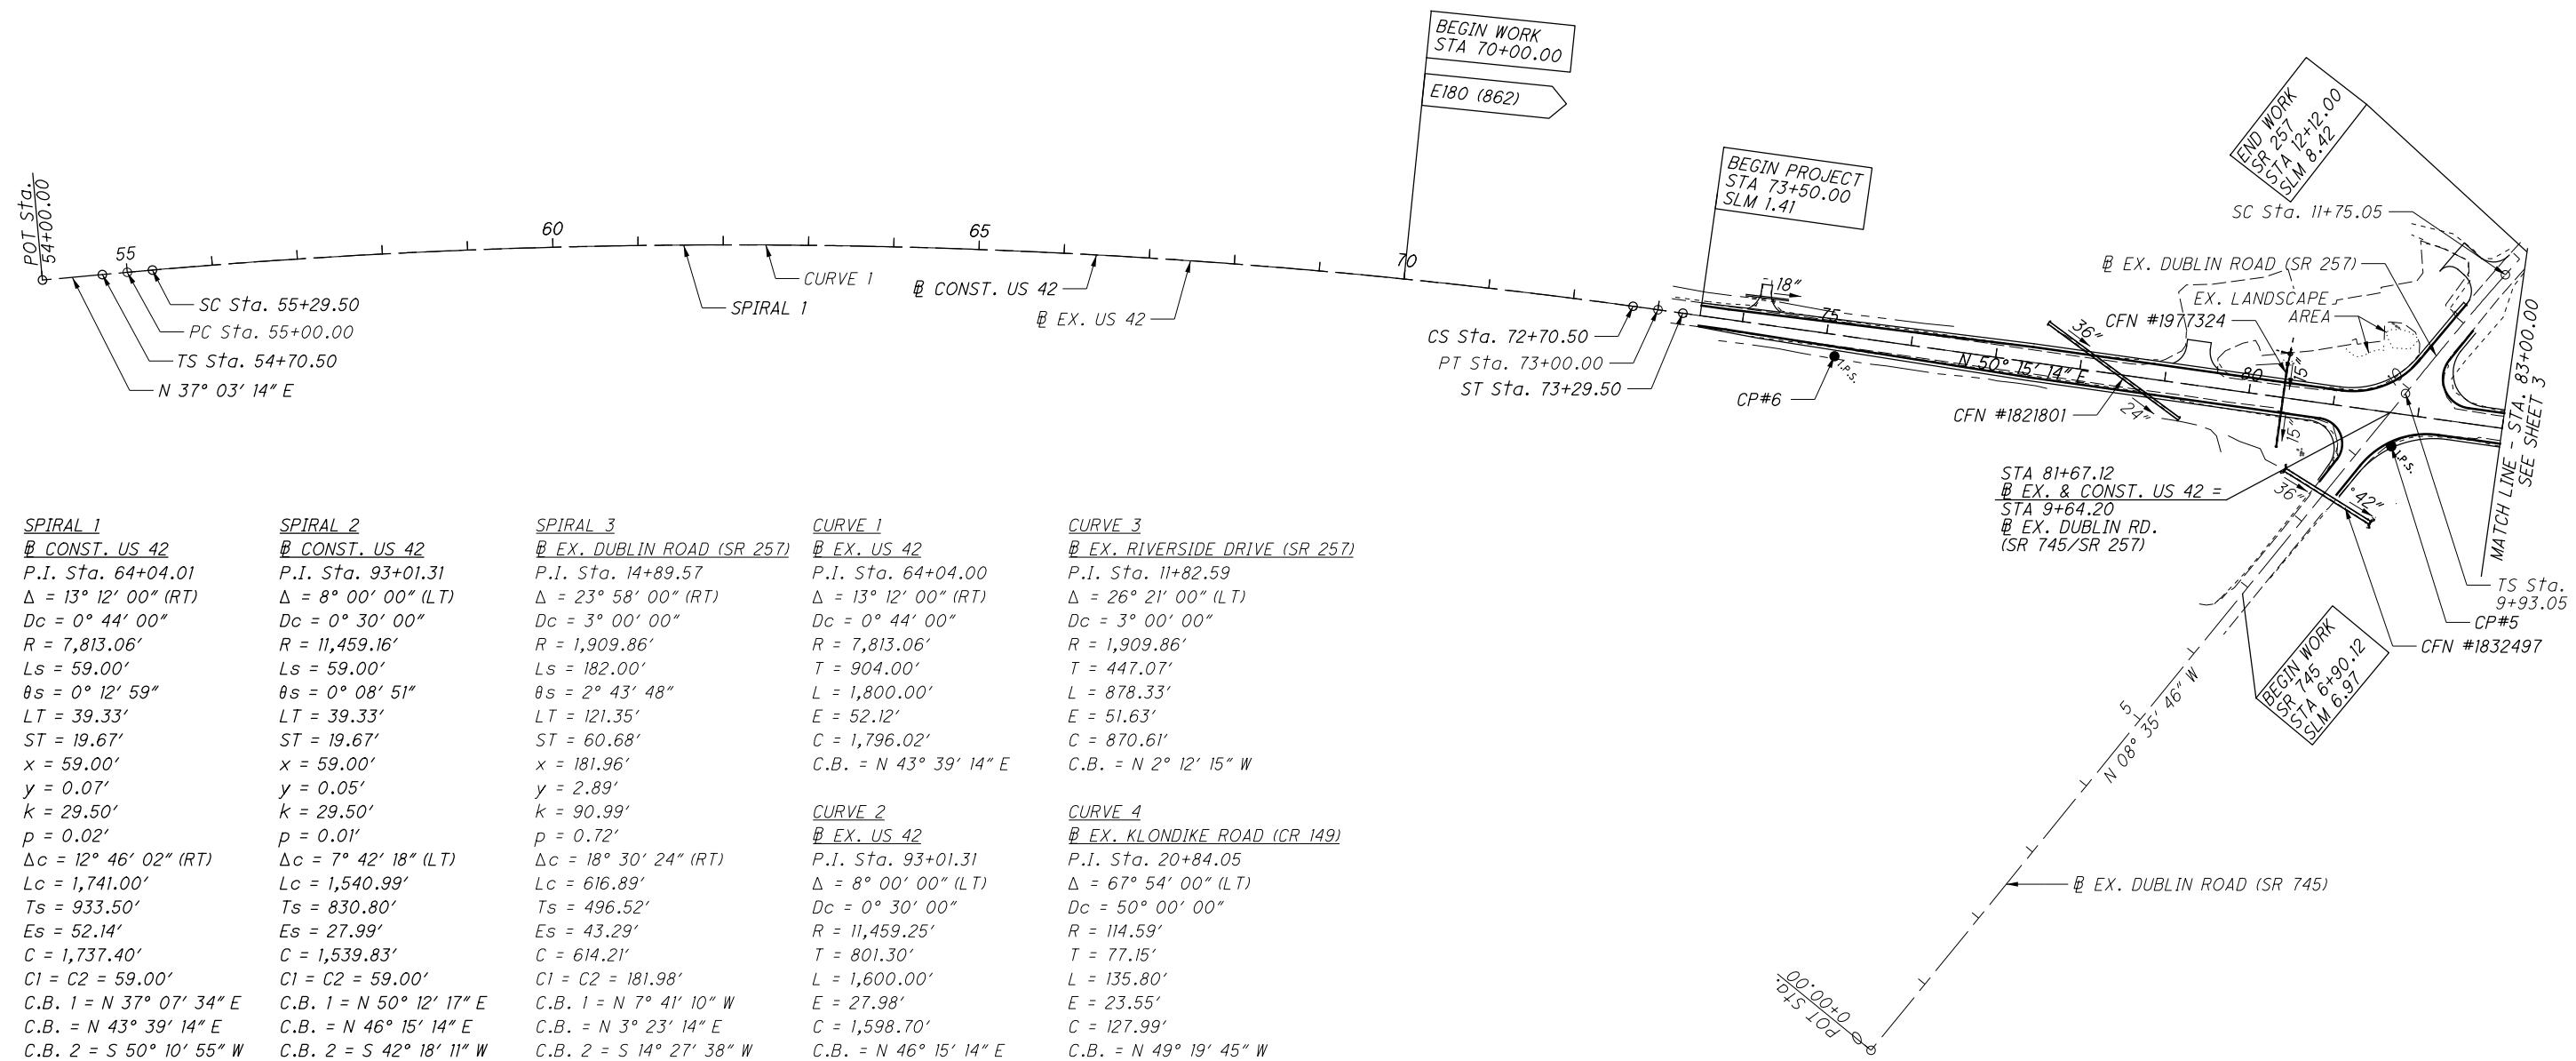 BEGIN WORK
STA 70+00.00
E180 (862)
BEGIN PROJECT
STA 73+50.00
SLM 1.41
END WORK
SR 257
STA 12+12.00
SLM 8.42
SC Sta. 11+75.05
POT Sta.
54+00.00
55
60
65
70
75
80
10
SC Sta. 55+29.50
PC Sta. 55+00.00
TS Sta. 54+70.50
N 37° 03' 14" E
SPIRAL 1
CURVE 1
B CONST. US 42
B EX. US 42
CS Sta. 72+70.50
PT Sta. 73+00.00
ST Sta. 73+29.50
18"
CP#6
I.P.S.
N 50° 15' 14" E
36"
24"
CFN #1821801
CFN #1977324
15"
15"
B EX. DUBLIN ROAD (SR 257)
EX. LANDSCAPE
AREA
MATCH LINE - STA. 83+00.00
SEE SHEET 3
STA 81+67.12
B EX. & CONST. US 42 =
STA 9+64.20
B EX. DUBLIN RD.
(SR 745/SR 257)
I.P.S.
36"
42"
TS Sta.
9+93.05
CP#5
CFN #1832497
BEGIN WORK
SR 745
STA 6+90.12
SLM 6.97
5
N 08° 35' 46" W
B EX. DUBLIN ROAD (SR 745)
POT Sta.
0+00.00
SPIRAL 1
B CONST. US 42
P.I. Sta. 64+04.01
Δ = 13° 12' 00" (RT)
Dc = 0° 44' 00"
R = 7,813.06'
Ls = 59.00'
θs = 0° 12' 59"
LT = 39.33'
ST = 19.67'
x = 59.00'
y = 0.07'
k = 29.50'
p = 0.02'
Δc = 12° 46' 02" (RT)
Lc = 1,741.00'
Ts = 933.50'
Es = 52.14'
C = 1,737.40'
C1 = C2 = 59.00'
C.B. 1 = N 37° 07' 34" E
C.B. = N 43° 39' 14" E
C.B. 2 = S 50° 10' 55" W
SPIRAL 2
B CONST. US 42
P.I. Sta. 93+01.31
Δ = 8° 00' 00" (LT)
Dc = 0° 30' 00"
R = 11,459.16'
Ls = 59.00'
θs = 0° 08' 51"
LT = 39.33'
ST = 19.67'
x = 59.00'
y = 0.05'
k = 29.50'
p = 0.01'
Δc = 7° 42' 18" (LT)
Lc = 1,540.99'
Ts = 830.80'
Es = 27.99'
C = 1,539.83'
C1 = C2 = 59.00'
C.B. 1 = N 50° 12' 17" E
C.B. = N 46° 15' 14" E
C.B. 2 = S 42° 18' 11" W
SPIRAL 3
B EX. DUBLIN ROAD (SR 257)
P.I. Sta. 14+89.57
Δ = 23° 58' 00" (RT)
Dc = 3° 00' 00"
R = 1,909.86'
Ls = 182.00'
θs = 2° 43' 48"
LT = 121.35'
ST = 60.68'
x = 181.96'
y = 2.89'
k = 90.99'
p = 0.72'
Δc = 18° 30' 24" (RT)
Lc = 616.89'
Ts = 496.52'
Es = 43.29'
C = 614.21'
C1 = C2 = 181.98'
C.B. 1 = N 7° 41' 10" W
C.B. = N 3° 23' 14" E
C.B. 2 = S 14° 27' 38" W
CURVE 1
B EX. US 42
P.I. Sta. 64+04.00
Δ = 13° 12' 00" (RT)
Dc = 0° 44' 00"
R = 7,813.06'
T = 904.00'
L = 1,800.00'
E = 52.12'
C = 1,796.02'
C.B. = N 43° 39' 14" E
CURVE 2
B EX. US 42
P.I. Sta. 93+01.31
Δ = 8° 00' 00" (LT)
Dc = 0° 30' 00"
R = 11,459.25'
T = 801.30'
L = 1,600.00'
E = 27.98'
C = 1,598.70'
C.B. = N 46° 15' 14" E
CURVE 3
B EX. RIVERSIDE DRIVE (SR 257)
P.I. Sta. 11+82.59
Δ = 26° 21' 00" (LT)
Dc = 3° 00' 00"
R = 1,909.86'
T = 447.07'
L = 878.33'
E = 51.63'
C = 870.61'
C.B. = N 2° 12' 15" W
CURVE 4
B EX. KLONDIKE ROAD (CR 149)
P.I. Sta. 20+84.05
Δ = 67° 54' 00" (LT)
Dc = 50° 00' 00"
R = 114.59'
T = 77.15'
L = 135.80'
E = 23.55'
C = 127.99'
C.B. = N 49° 19' 45" W